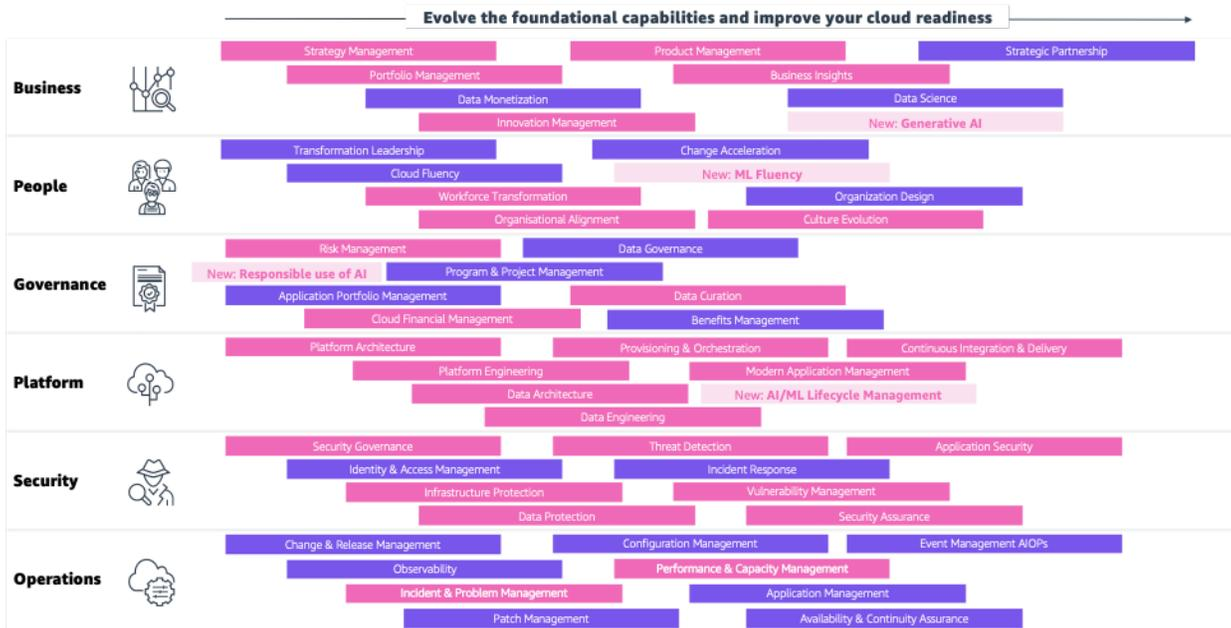 Evolve the foundational capabilities and improve your cloud readiness
Business
Strategy Management
Product Management
Strategic Partnership
Portfolio Management
Business Insights
Data Monetization
Data Science
Innovation Management
New: Generative AI
People
Transformation Leadership
Change Acceleration
Cloud Fluency
New: ML Fluency
Workforce Transformation
Organization Design
Organisational Alignment
Culture Evolution
Governance
Risk Management
Data Governance
New: Responsible use of AI
Program & Project Management
Application Portfolio Management
Data Curation
Cloud Financial Management
Benefits Management
Platform
Platform Architecture
Provisioning & Orchestration
Continuous Integration & Delivery
Platform Engineering
Modern Application Management
Data Architecture
New: AI/ML Lifecycle Management
Data Engineering
Security
Security Governance
Threat Detection
Application Security
Identity & Access Management
Incident Response
Infrastructure Protection
Vulnerability Management
Data Protection
Security Assurance
Operations
Change & Release Management
Configuration Management
Event Management AIOPs
Observability
Performance & Capacity Management
Incident & Problem Management
Application Management
Patch Management
Availability & Continuity Assurance